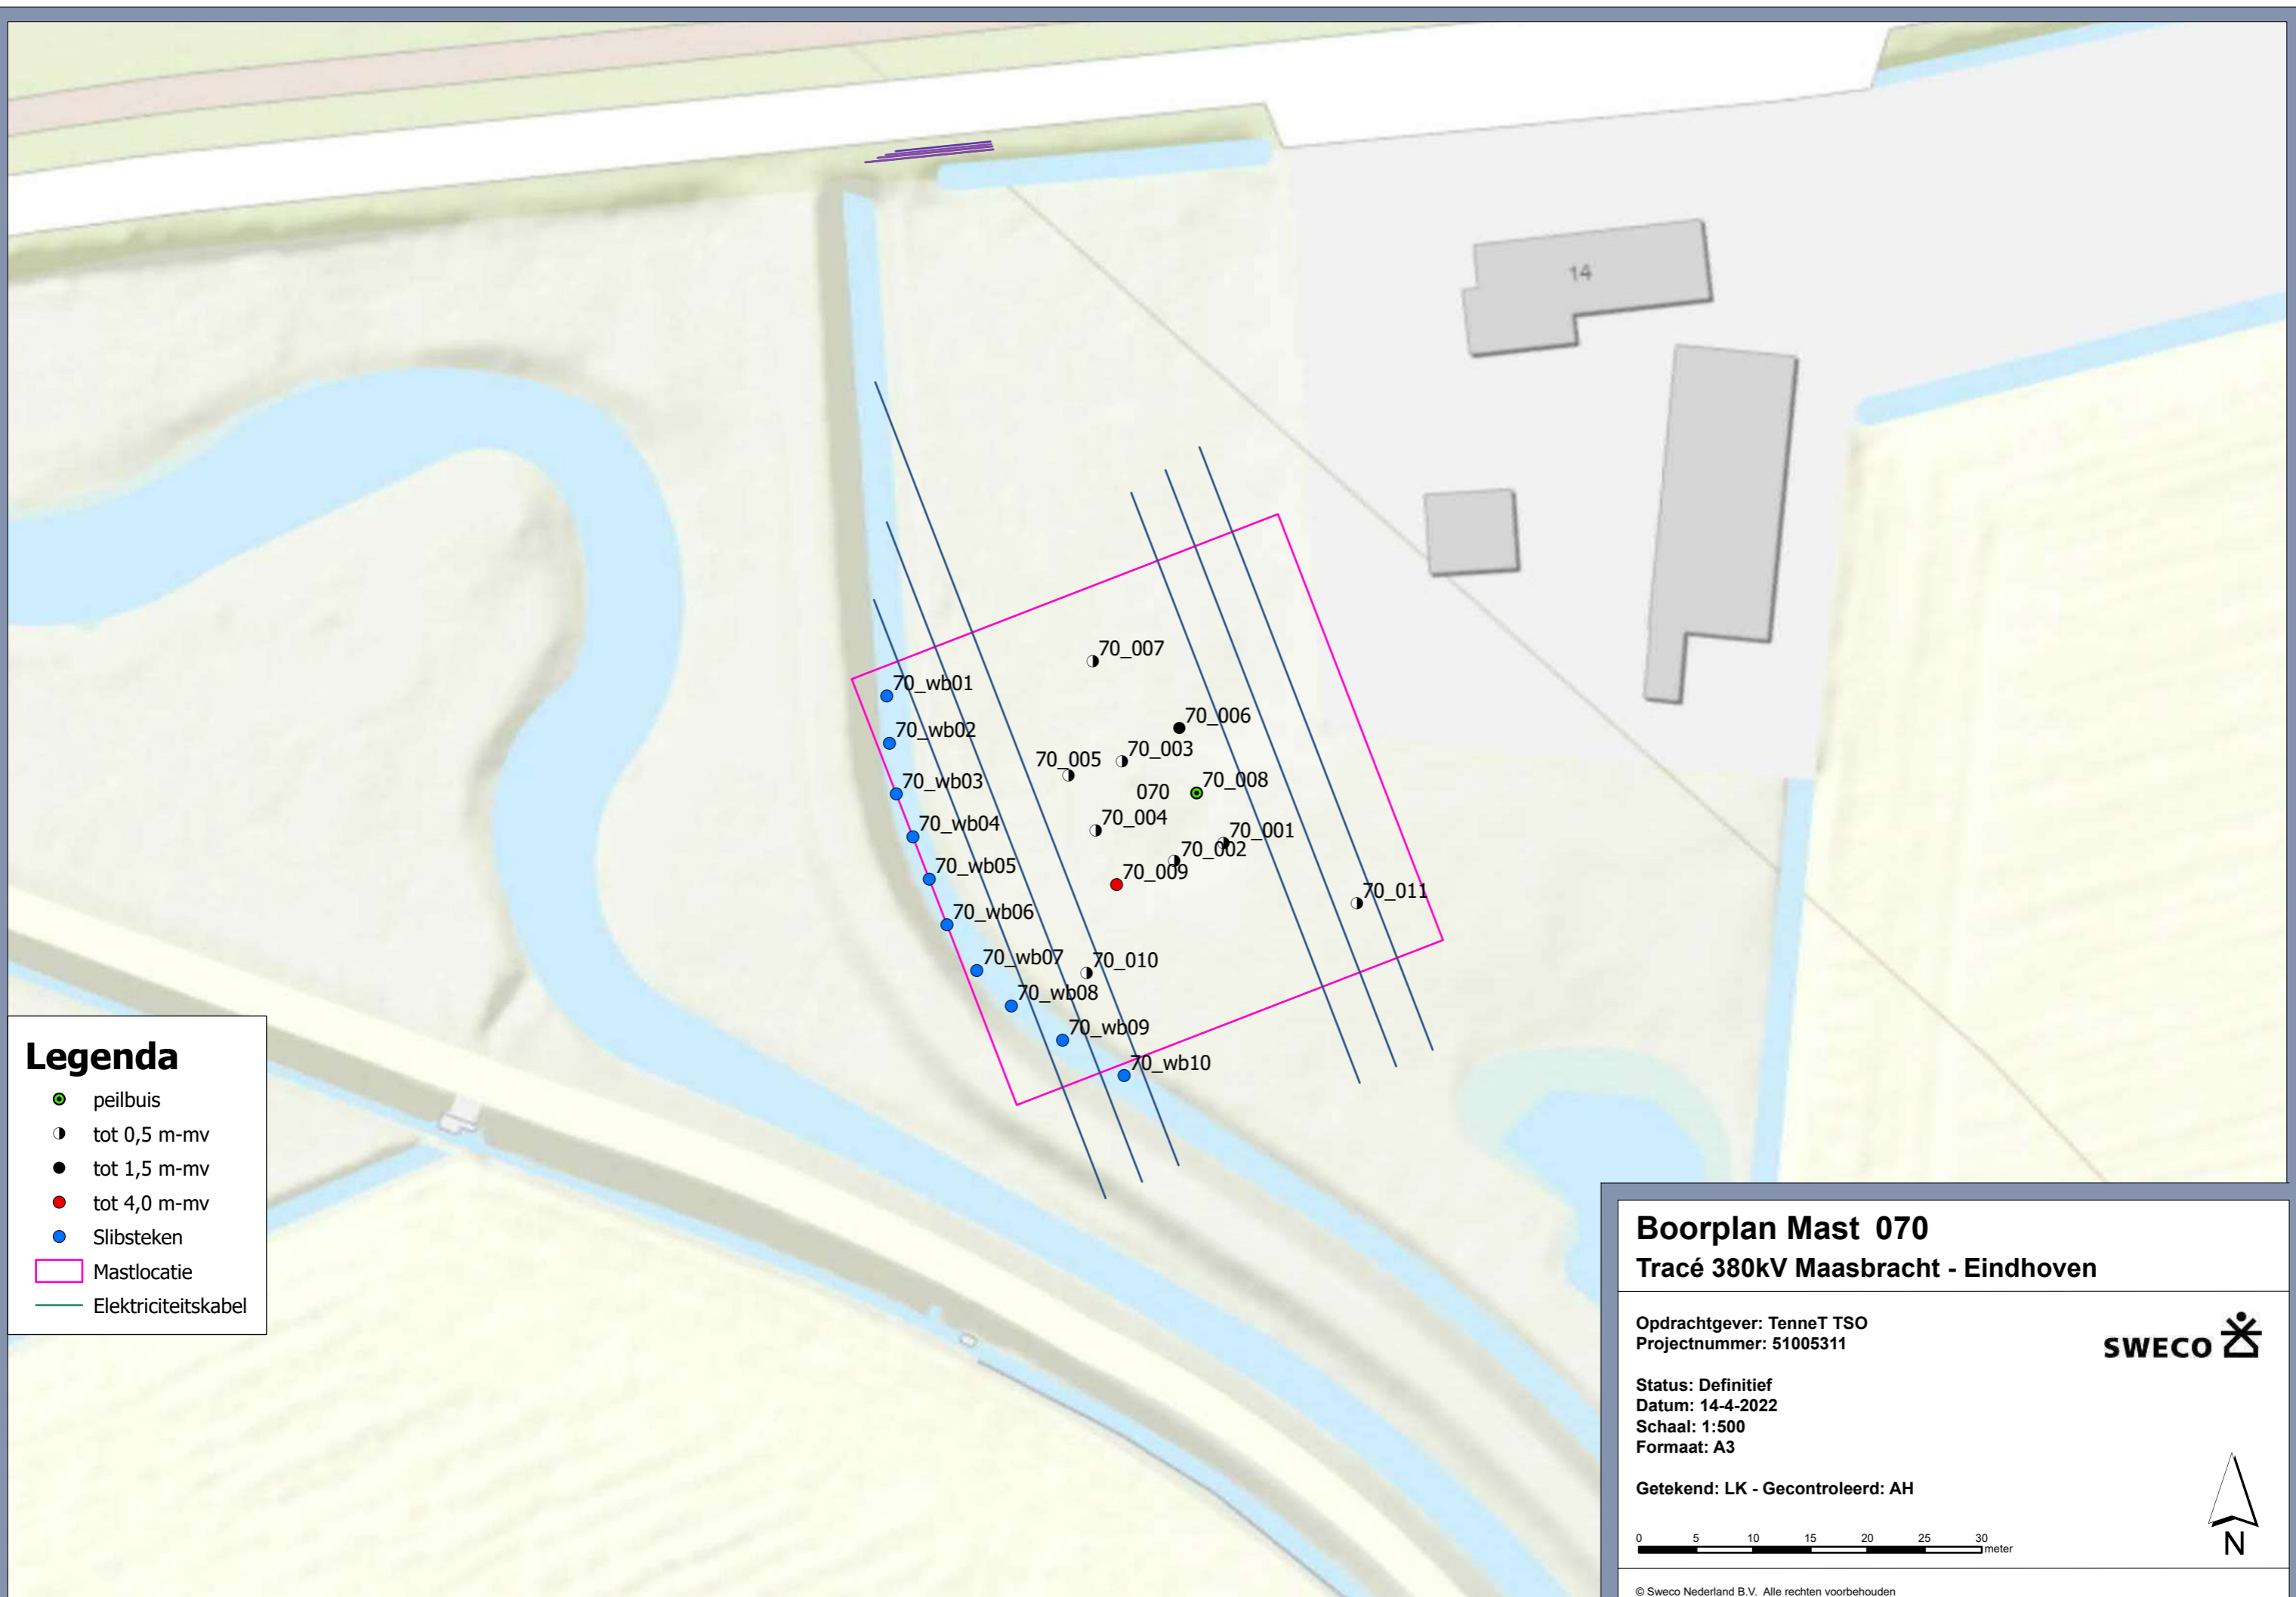 14
70_007
70_wb01
70_006
70_wb02
70_003
70_005
70_wb03
70_008
070
70_004
70_wb04
70_001
70_002
70_wb05
70_009
70_011
70_wb06
70_wb07
70_010
70_wb08
70_wb09
70_wb10
Legenda
peilbuis
tot 0,5 m-mv
tot 1,5 m-mv
tot 4,0 m-mv
Slibsteken
Mastlocatie
Elektriciteitskabel
Boorplan Mast 070
Tracé 380kV Maasbracht - Eindhoven
Opdrachtgever: TenneT TSO
Projectnummer: 51005311
SWECO
Status: Definitief
Datum: 14-4-2022
Schaal: 1:500
Formaat: A3
Getekend: LK - Gecontroleerd: AH
0 5 10 15 20 25 30
meter
N
© Sweco Nederland B.V. Alle rechten voorbehouden